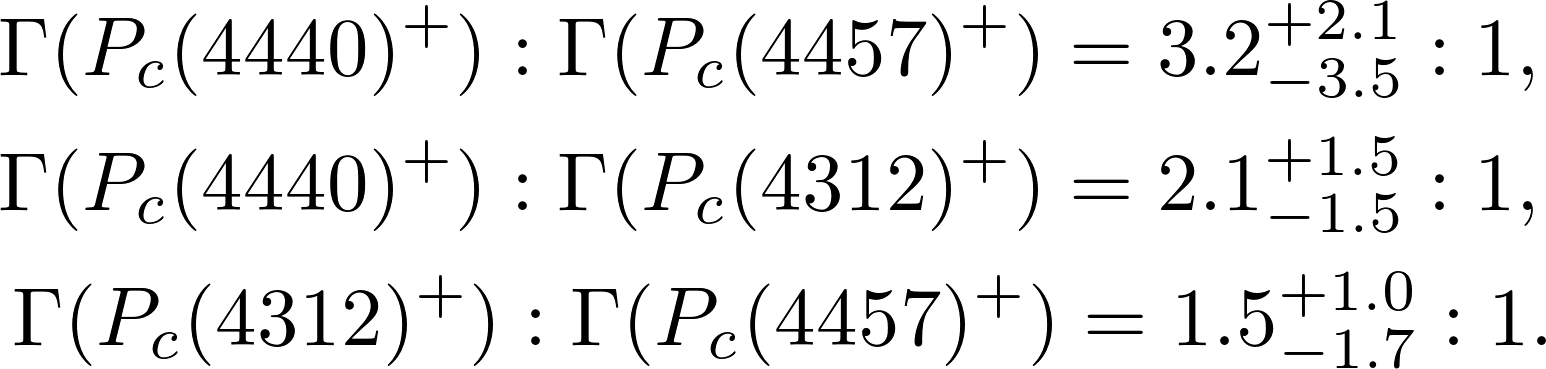 Γ(P_c(4440)^+) : Γ(P_c(4457)^+) = 3.2^{+2.1}_{-3.5} : 1,
Γ(P_c(4440)^+) : Γ(P_c(4312)^+) = 2.1^{+1.5}_{-1.5} : 1,
Γ(P_c(4312)^+) : Γ(P_c(4457)^+) = 1.5^{+1.0}_{-1.7} : 1.